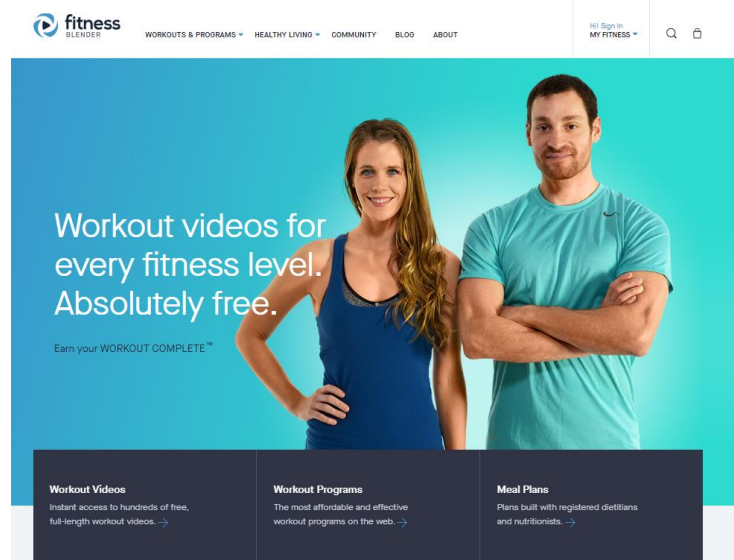 fitness
BLENDER
WORKOUTS & PROGRAMS
HEALTHY LIVING
COMMUNITY
BLOG
ABOUT
Hi! Sign In
MY FITNESS
Workout videos for
every fitness level.
Absolutely free.
Earn your WORKOUT COMPLETE™
Workout Videos
Instant access to hundreds of free,
full-length workout videos.
Workout Programs
The most affordable and effective
workout programs on the web.
Meal Plans
Plans built with registered dietitians
and nutritionists.